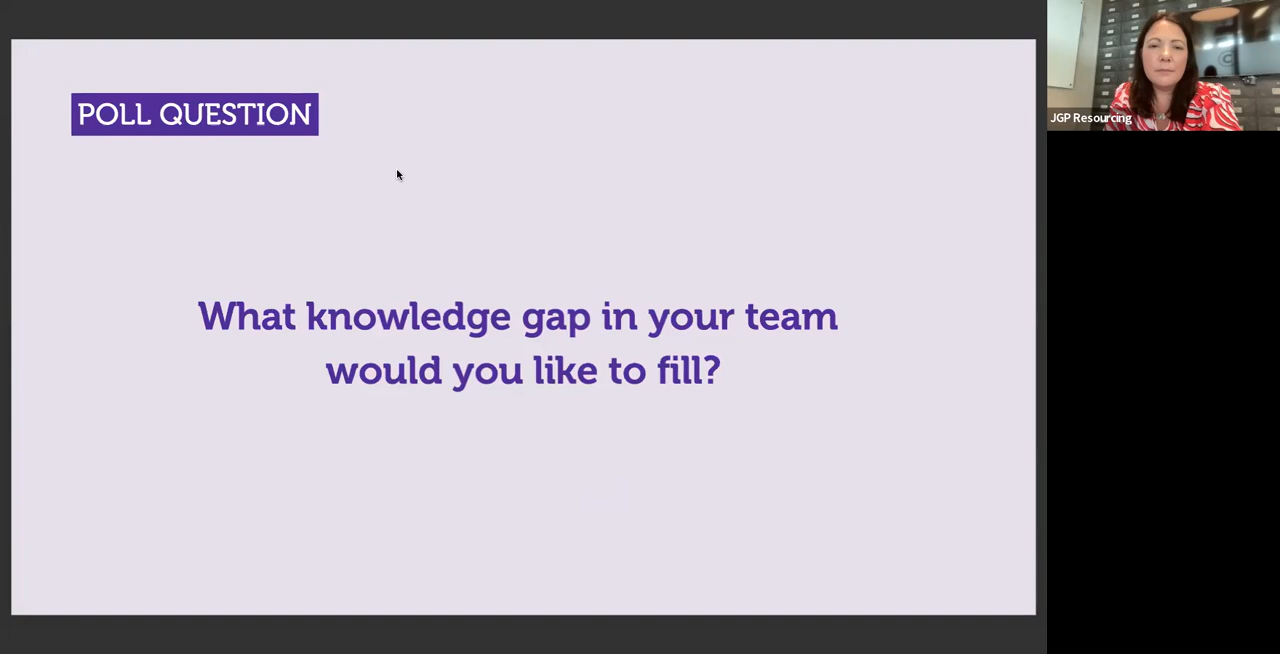 POLL QUESTION
What knowledge gap in your team
would you like to fill?
JGP Resourcing